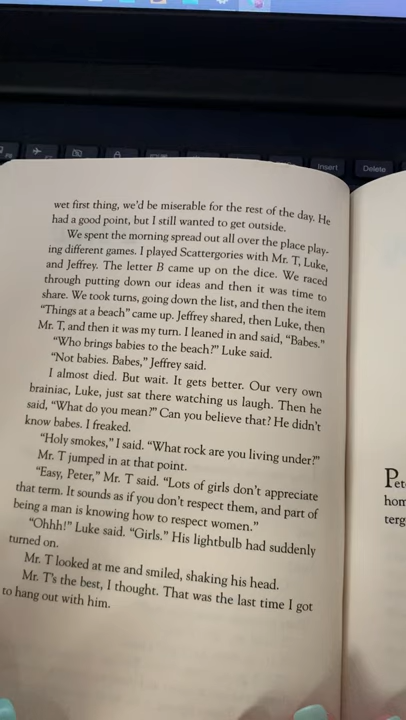 Insert
Delete
wet first thing, we'd be miserable for the rest of the day. He
had a good point, but I still wanted to get outside.
We spent the morning spread out all over the place play-
ing different games. I played Scattergories with Mr. T, Luke,
and Jeffrey. The letter B came up on the dice. We raced
through putting down our ideas and then it was time to
share. We took turns, going down the list, and then the item
"Things at a beach" came up. Jeffrey shared, then Luke, then
Mr. T, and then it was my turn. I leaned in and said, "Babes."
"Who brings babies to the beach?" Luke said.
"Not babies. Babes," Jeffrey said.
I almost died. But wait. It gets better. Our very own
brainiac, Luke, just sat there watching us laugh. Then he
said, "What do you mean?" Can you believe that? He didn't
know babes. I freaked.
"Holy smokes," I said. "What rock are you living under?"
Mr. T jumped in at that point.
"Easy, Peter," Mr. T said. "Lots of girls don't appreciate
that term. It sounds as if you don't respect them, and part of
being a man is knowing how to respect women."
"Ohhh!" Luke said. "Girls." His lightbulb had suddenly
turned on.
Mr. T looked at me and smiled, shaking his head.
Mr. T's the best, I thought. That was the last time I got
to hang out with him.
Pet
hom
terg